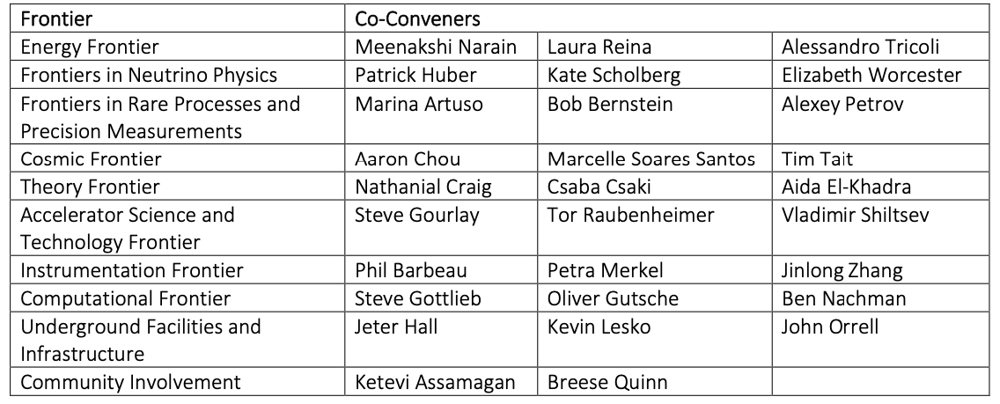 Frontier Co-Conveners
Energy Frontier Meenakshi Narain Laura Reina Alessandro Tricoli
Frontiers in Neutrino Physics Patrick Huber Kate Scholberg Elizabeth Worcester
Frontiers in Rare Processes and Marina Artuso Bob Bernstein Alexey Petrov
Precision Measurements
Cosmic Frontier Aaron Chou Marcelle Soares Santos Tim Tait
Theory Frontier Nathanial Craig Csaba Csaki Aida El-Khadra
Accelerator Science and Steve Gourlay Tor Raubenheimer Vladimir Shiltsev
Technology Frontier
Instrumentation Frontier Phil Barbeau Petra Merkel Jinlong Zhang
Computational Frontier Steve Gottlieb Oliver Gutsche Ben Nachman
Underground Facilities and Jeter Hall Kevin Lesko John Orrell
Infrastructure
Community Involvement Ketevi Assamagan Breese Quinn